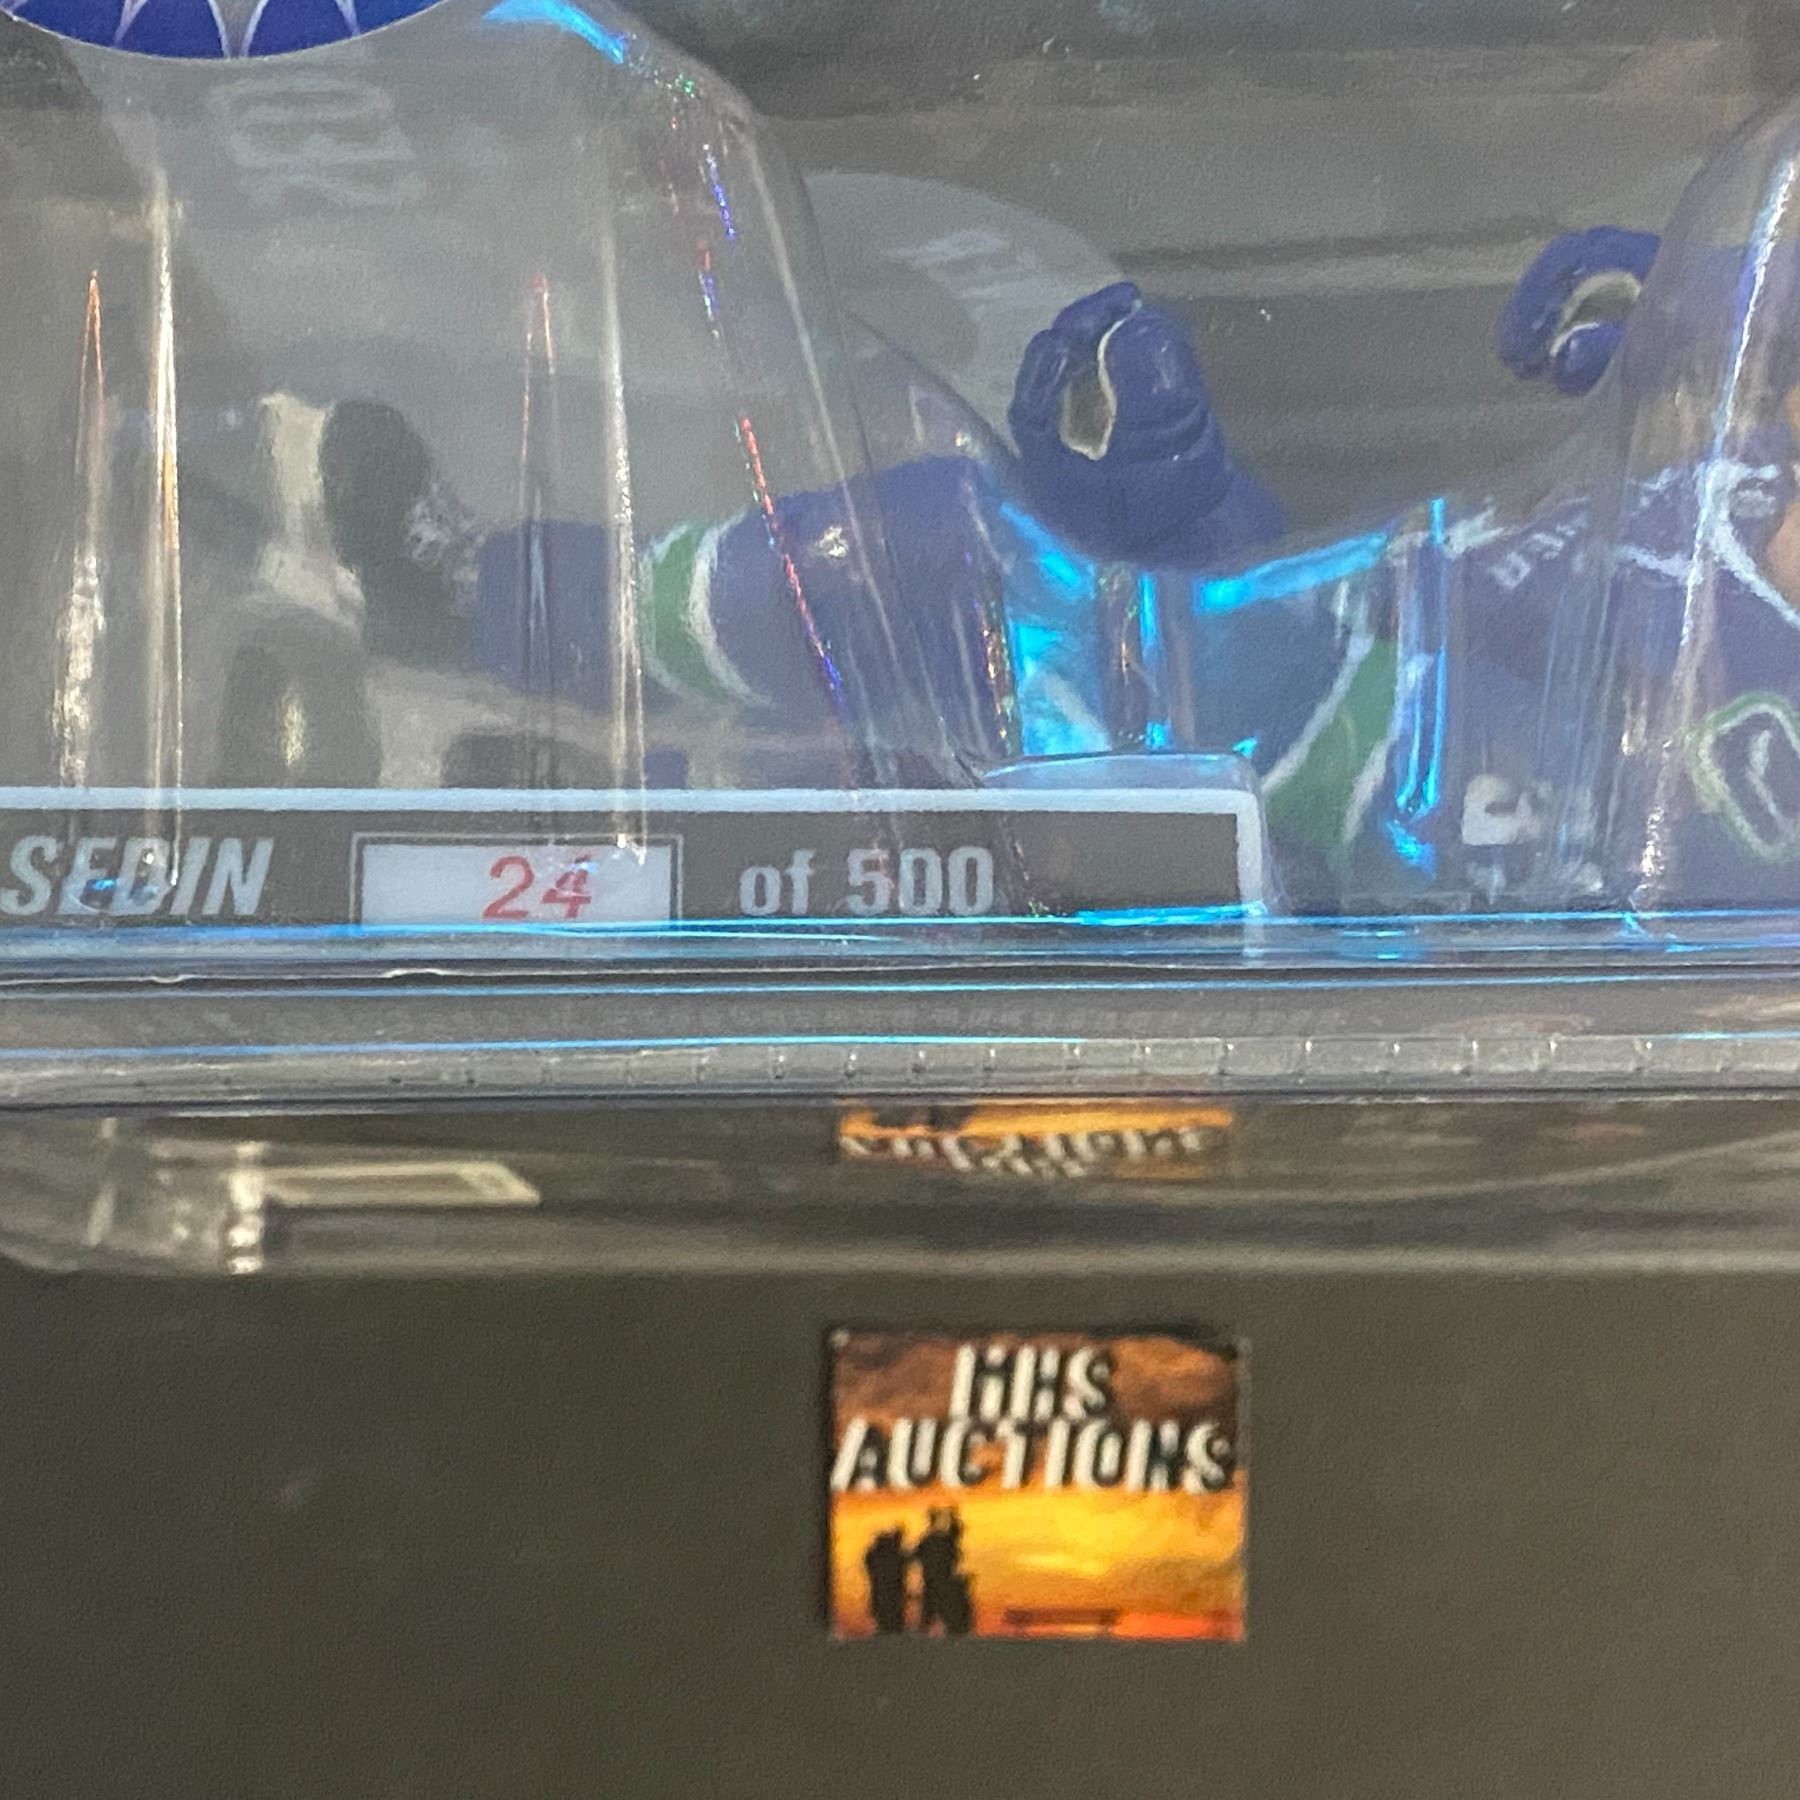 SEDIN 24 of 500
HHS
AUCTIONS